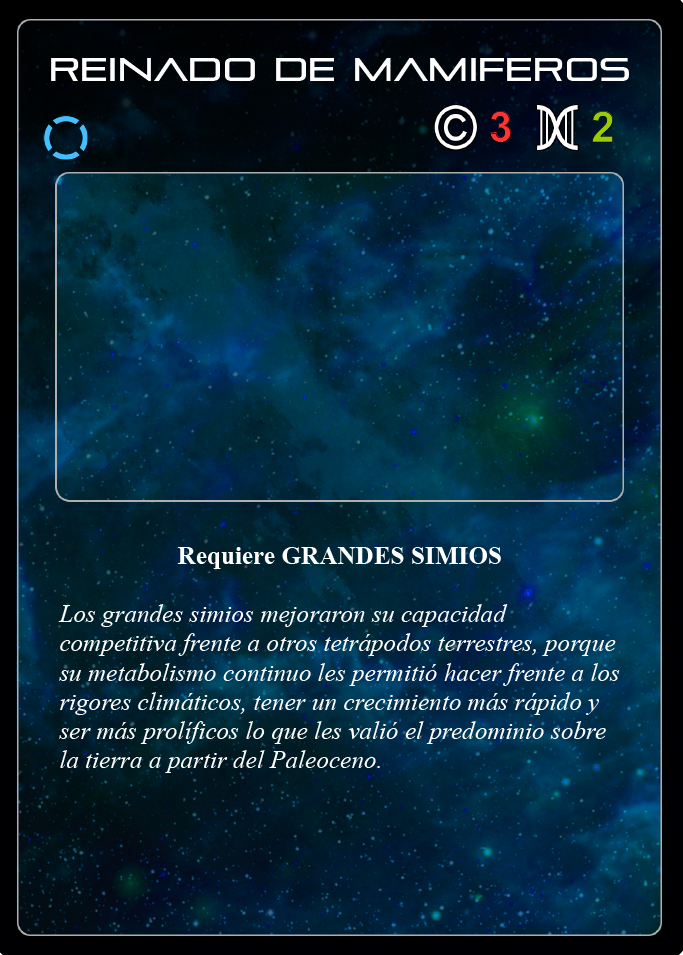 REINADO DE MAMIFEROS
© 3 2
Requiere GRANDES SIMIOS
Los grandes simios mejoraron su capacidad
competitiva frente a otros tetrápodos terrestres, porque
su metabolismo continuo les permitió hacer frente a los
rigores climáticos, tener un crecimiento más rápido y
ser más prolíficos lo que les valió el predominio sobre
la tierra a partir del Paleoceno.